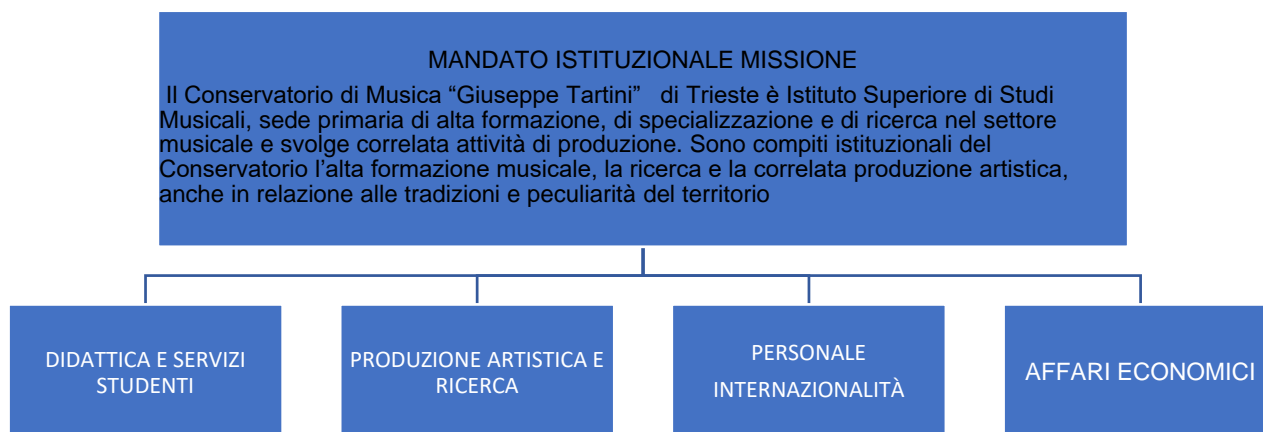 MANDATO ISTITUZIONALE MISSIONE
Il Conservatorio di Musica “Giuseppe Tartini” di Trieste è Istituto Superiore di Studi
Musicali, sede primaria di alta formazione, di specializzazione e di ricerca nel settore
musicale e svolge correlata attività di produzione. Sono compiti istituzionali del
Conservatorio l’alta formazione musicale, la ricerca e la correlata produzione artistica,
anche in relazione alle tradizioni e peculiarità del territorio
DIDATTICA E SERVIZI
STUDENTI
PRODUZIONE ARTISTICA E
RICERCA
PERSONALE
INTERNAZIONALITÀ
AFFARI ECONOMICI